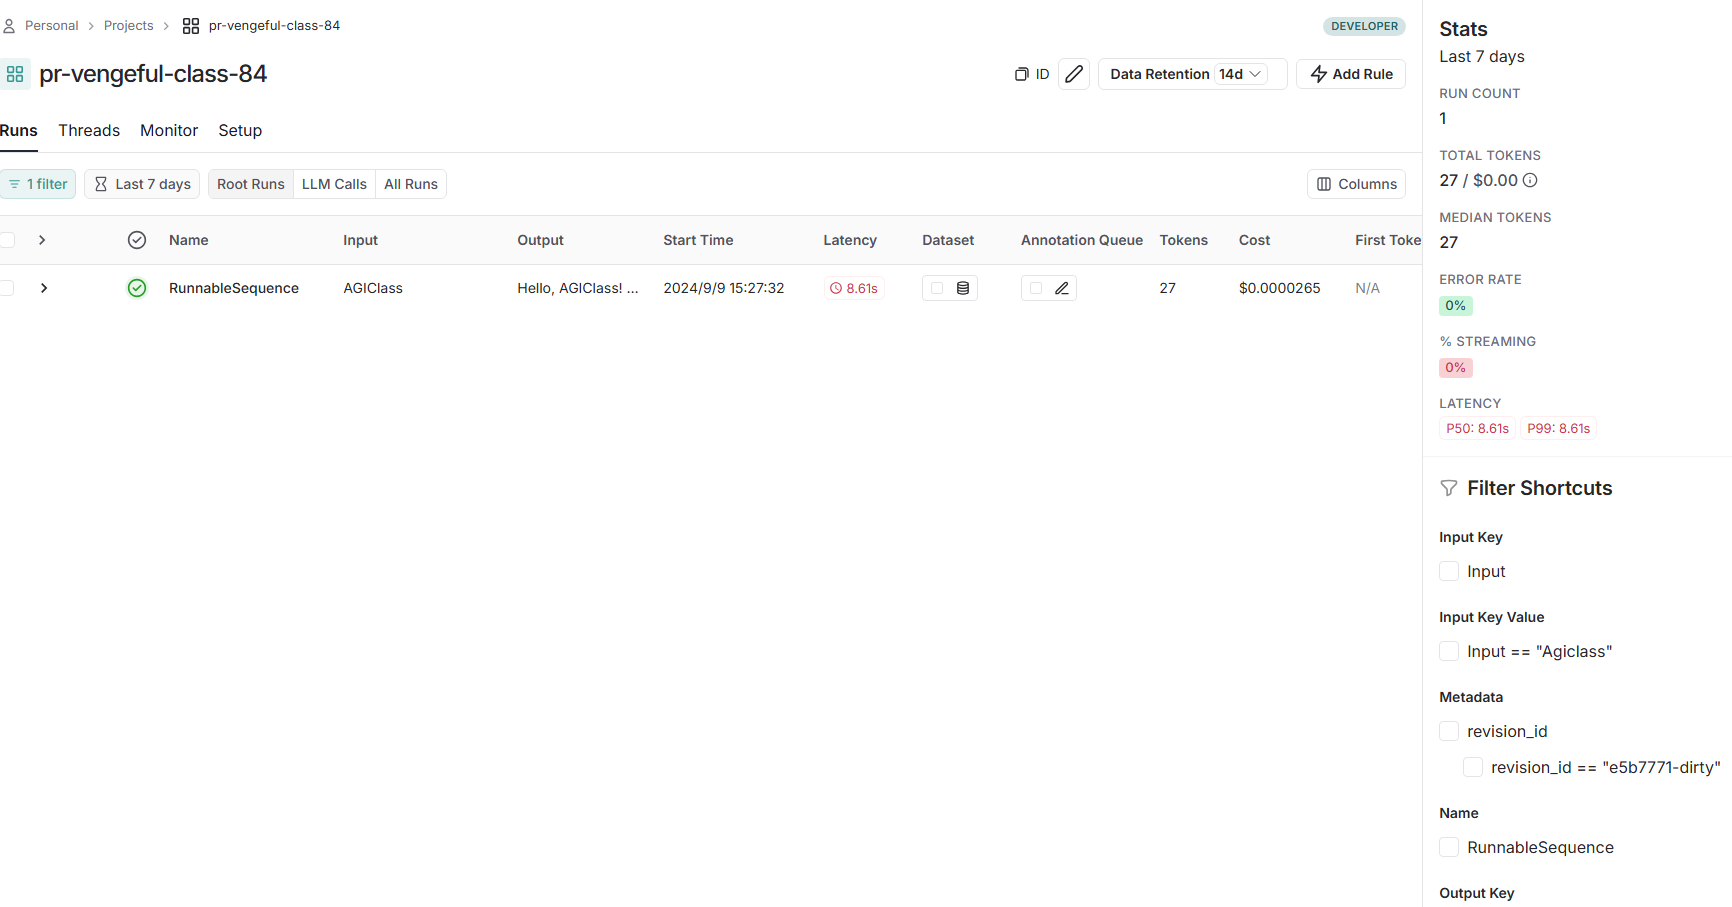 Personal > Projects > pr-vengeful-class-84
DEVELOPER
pr-vengeful-class-84
ID
Data Retention 14d
Add Rule
Runs Threads Monitor Setup
1 filter Last 7 days Root Runs LLM Calls All Runs Columns
Name Input Output Start Time Latency Dataset Annotation Queue Tokens Cost First Toke
RunnableSequence AGIClass Hello, AGIClass! ... 2024/9/9 15:27:32 8.61s 27 $0.0000265 N/A
Stats
Last 7 days
RUN COUNT
1
TOTAL TOKENS
27 / $0.00
MEDIAN TOKENS
27
ERROR RATE
0%
% STREAMING
0%
LATENCY
P50: 8.61s P99: 8.61s
Filter Shortcuts
Input Key
Input
Input Key Value
Input == "Agiclass"
Metadata
revision_id
revision_id == "e5b7771-dirty"
Name
RunnableSequence
Output Key